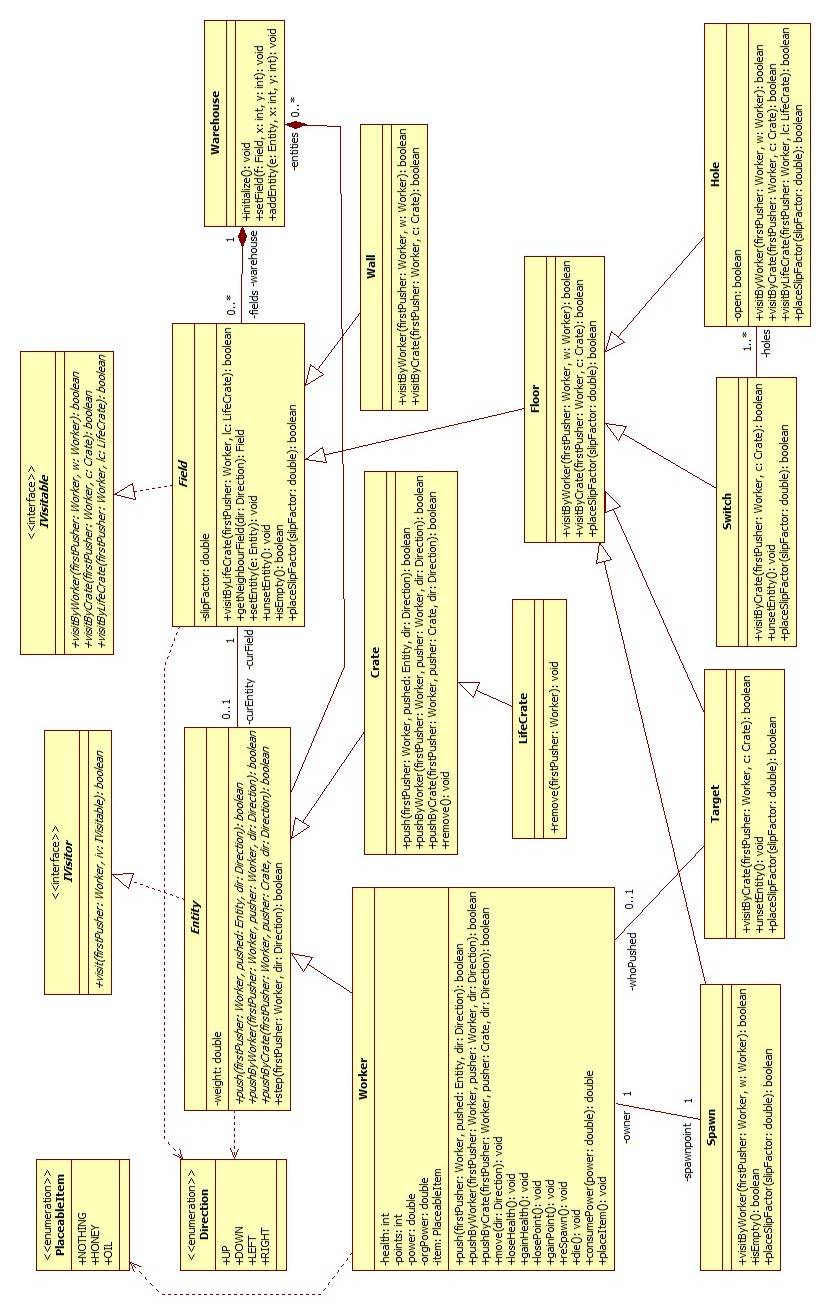 <<enumeration>>
PlaceableItem
+NOTHING
+HONEY
+OIL
<<interface>>
IVisitor
+visit(firstPusher: Worker, iv: IVisitable): boolean
<<interface>>
IVisitable
+visitByWorker(firstPusher: Worker, w: Worker): boolean
+visitByCrate(firstPusher: Worker, c: Crate): boolean
+visitByLifeCrate(firstPusher: Worker, lc: LifeCrate): boolean
<<enumeration>>
Direction
+UP
+DOWN
+LEFT
+RIGHT
Entity
-weight: double
+push(firstPusher: Worker, pushed: Entity, dir: Direction): boolean
+pushByWorker(firstPusher: Worker, pusher: Worker, dir: Direction): boolean
+pushByCrate(firstPusher: Worker, pusher: Crate, dir: Direction): boolean
+step(firstPusher: Worker, dir: Direction): boolean
0..1
-curEntity
1
-curField
Field
-slipFactor: double
+visitByLifeCrate(firstPusher: Worker, lc: LifeCrate): boolean
+getNeighbourField(dir: Direction): Field
+setEntity(e: Entity): void
+unsetEntity(): void
+isEmpty(): boolean
+placeSlipFactor(slipFactor: double): boolean
0..*
-fields
1
-warehouse
Warehouse
+initialize(): void
+setField(f: Field, x: int, y: int): void
+addEntity(e: Entity, x: int, y: int): void
-entities
0..*
Worker
-health: int
-points: int
-power: double
-orgPower: double
-item: PlaceableItem
+push(firstPusher: Worker, pushed: Entity, dir: Direction): boolean
+pushByWorker(firstPusher: Worker, pusher: Worker, dir: Direction): boolean
+pushByCrate(firstPusher: Worker, pusher: Crate, dir: Direction): boolean
+move(dir: Direction): void
+loseHealth(): void
+gainHealth(): void
+losePoint(): void
+gainPoint(): void
+reSpawn(): void
+die(): void
+consumePower(power: double): double
+placeItem(): void
Crate
+push(firstPusher: Worker, pushed: Entity, dir: Direction): boolean
+pushByWorker(firstPusher: Worker, pusher: Worker, dir: Direction): boolean
+pushByCrate(firstPusher: Worker, pusher: Crate, dir: Direction): boolean
+remove(): void
Wall
+visitByWorker(firstPusher: Worker, w: Worker): boolean
+visitByCrate(firstPusher: Worker, c: Crate): boolean
LifeCrate
+remove(firstPusher: Worker): void
Floor
+visitByWorker(firstPusher: Worker, w: Worker): boolean
+visitByCrate(firstPusher: Worker, c: Crate): boolean
+placeSlipFactor(slipFactor: double): boolean
-owner
1
-spawnpoint
1
-whoPushed
0..1
Spawn
+visitByWorker(firstPusher: Worker, w: Worker): boolean
+isEmpty(): boolean
+placeSlipFactor(slipFactor: double): boolean
Target
+visitByCrate(firstPusher: Worker, c: Crate): boolean
+unsetEntity(): void
+placeSlipFactor(slipFactor: double): boolean
Switch
+visitByCrate(firstPusher: Worker, c: Crate): boolean
+unsetEntity(): void
+placeSlipFactor(slipFactor: double): boolean
1..*
-holes
Hole
-open: boolean
+visitByWorker(firstPusher: Worker, w: Worker): boolean
+visitByCrate(firstPusher: Worker, c: Crate): boolean
+visitByLifeCrate(firstPusher: Worker, lc: LifeCrate): boolean
+placeSlipFactor(slipFactor: double): boolean